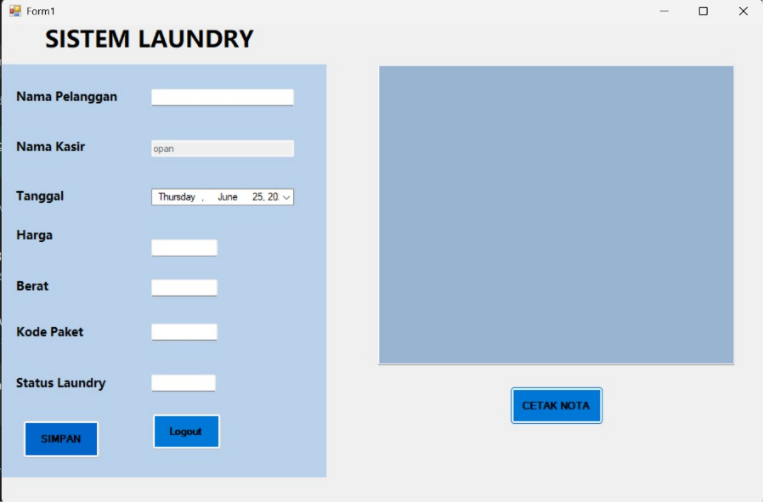 Form1
SISTEM LAUNDRY
Nama Pelanggan
Nama Kasir
opan
Tanggal
Thursday , June 25, 20
Harga
Berat
Kode Paket
Status Laundry
SIMPAN
Logout
CETAK NOTA